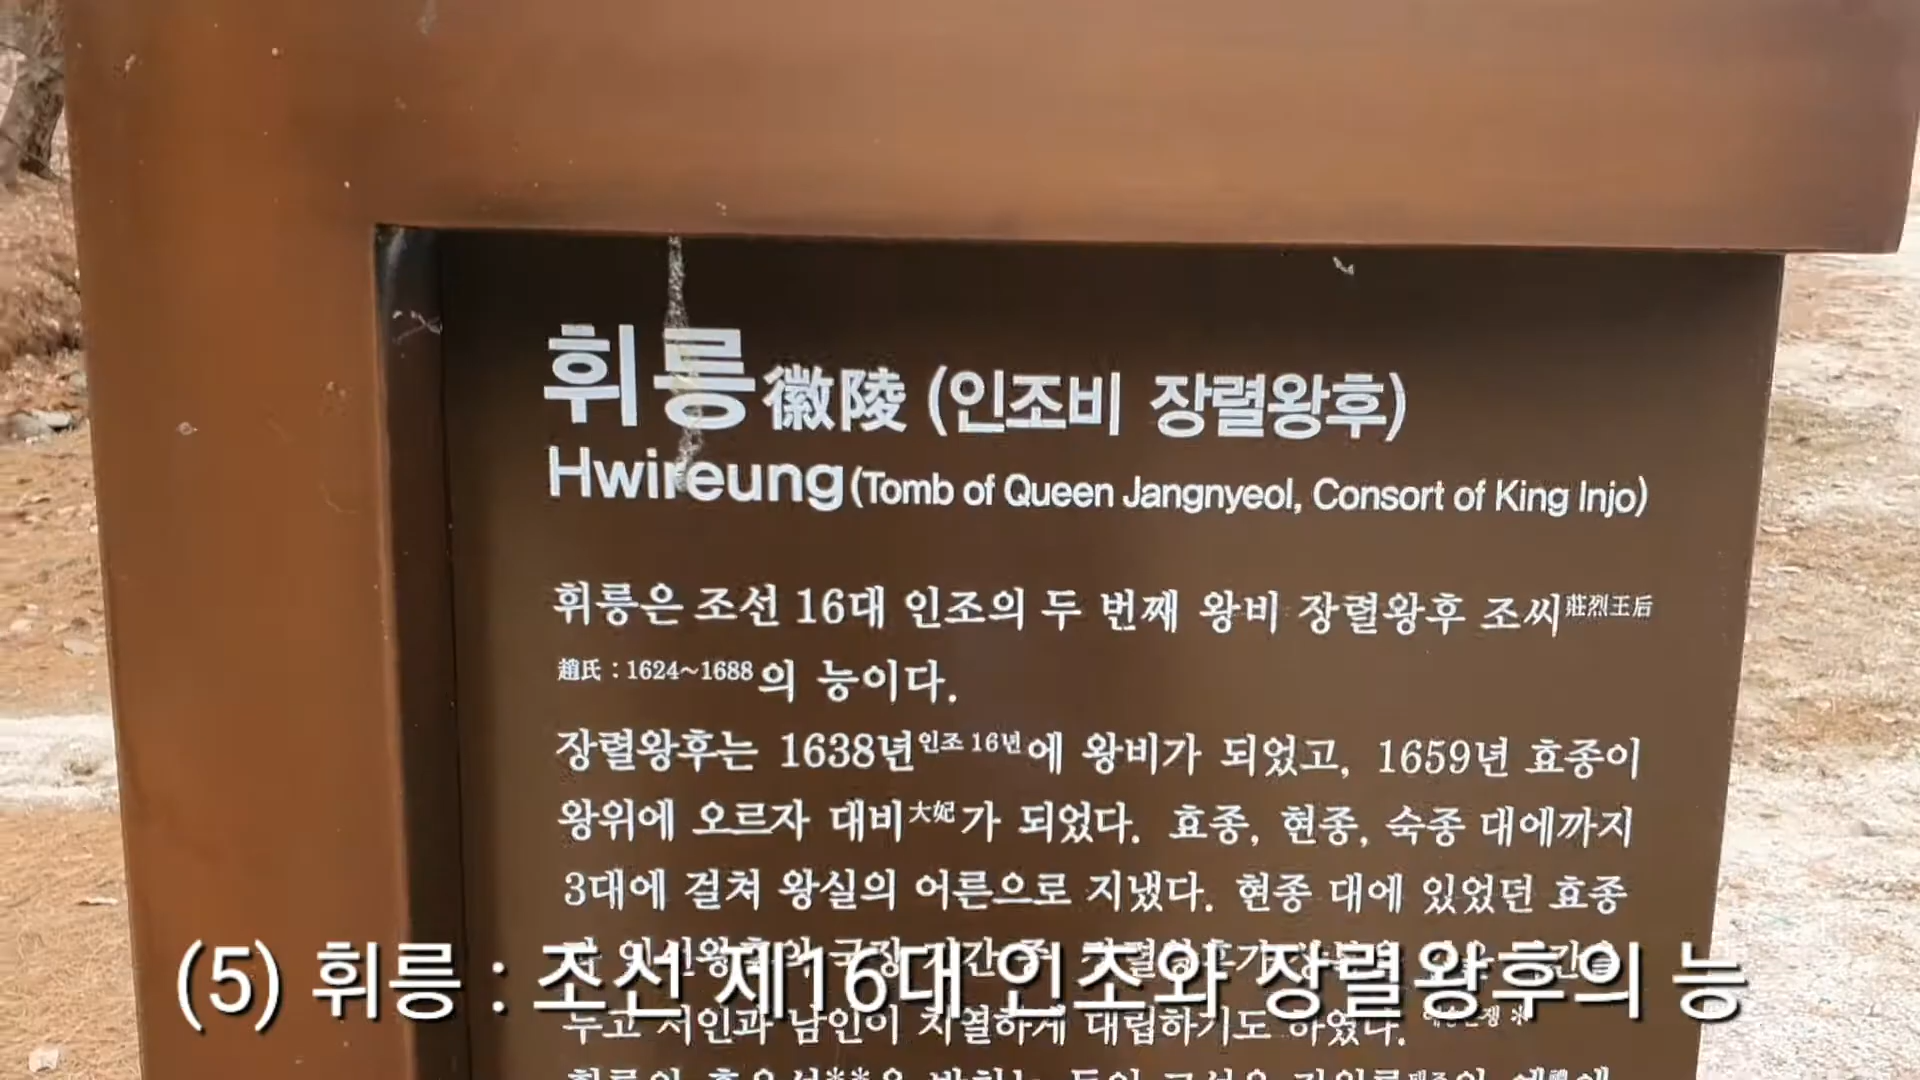 휘릉徽陵 (인조비 장렬왕후)
Hwireung (Tomb of Queen Jangnyeol, Consort of King Injo)
휘릉은 조선 16대 인조의 두 번째 왕비 장렬왕후 조씨莊烈王后
趙氏 : 1624~1688의 능이다.
장렬왕후는 1638년인조 16년에 왕비가 되었고, 1659년 효종이
왕위에 오르자 대비大妃가 되었다. 효종, 현종, 숙종 대에까지
3대에 걸쳐 왕실의 어른으로 지냈다. 현종 대에 있었던 효종
(5) 휘릉 : 조선 제16대 인조와 장렬왕후의 능
두고 서인과 남인이 치열하게 대립하기도 하였다.